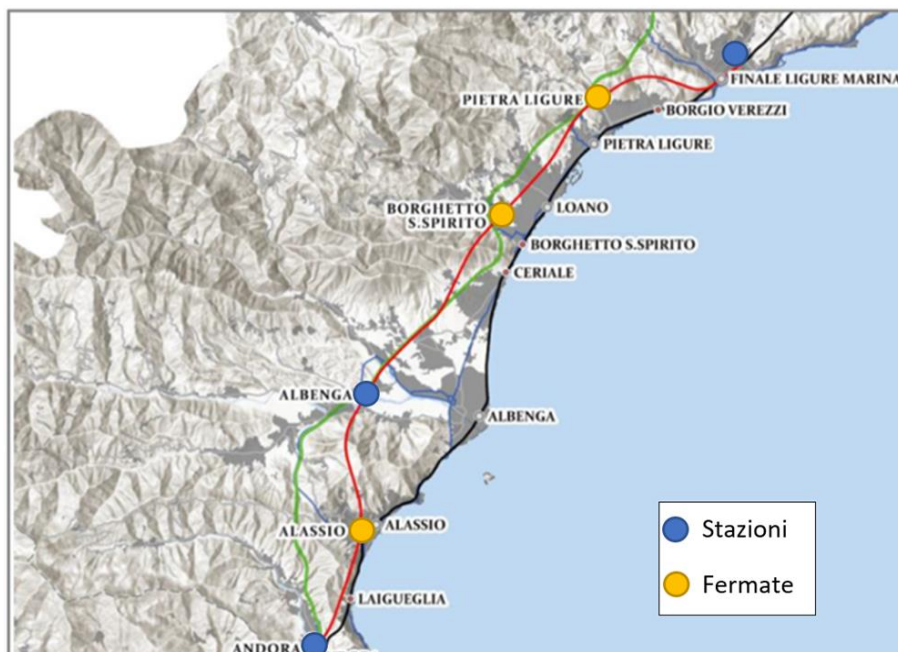 FINALE LIGURE MARINA
PIETRA LIGURE
BORGIO VEREZZI
PIETRA LIGURE
BORGHETTO
S.SPIRITO
LOANO
BORGHETTO S.SPIRITO
CERIALE
ALBENGA
ALBENGA
ALASSIO
ALASSIO
Stazioni
Fermate
LAIGUEGLIA
ANDORA